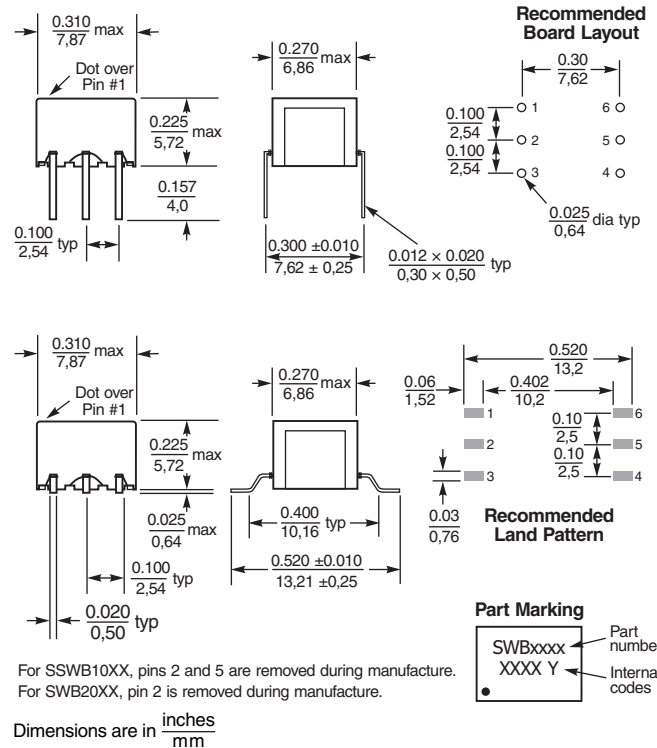 0.310
7,87 max
Dot over
Pin #1
0.225
5,72 max
0.157
4,0
0.100
2,54 typ
0.270
6,86 max
0.300 ±0.010
7,62 ± 0,25
0.012 × 0.020
0,30 × 0,50 typ
Recommended
Board Layout
0.30
7,62
0.100
2,54
0.100
2,54
1 6
2 5
3 4
0.025
0,64 dia typ
0.310
7,87 max
Dot over
Pin #1
0.225
5,72 max
0.025
0,64 max
0.100
2,54 typ
0.020
0,50 typ
0.270
6,86 max
0.400
10,16 typ
0.520 ±0.010
13,21 ±0,25
0.520
13,2
0.06
1,52
0.402
10,2
1 6
0.10
2,5
2 5
0.10
2,5
3 4
0.03
0,76
Recommended
Land Pattern
Part Marking
SWBxxxx
XXXX Y
Part
numbe
Interna
codes
For SSWB10XX, pins 2 and 5 are removed during manufacture.
For SWB20XX, pin 2 is removed during manufacture.
Dimensions are in inches
mm